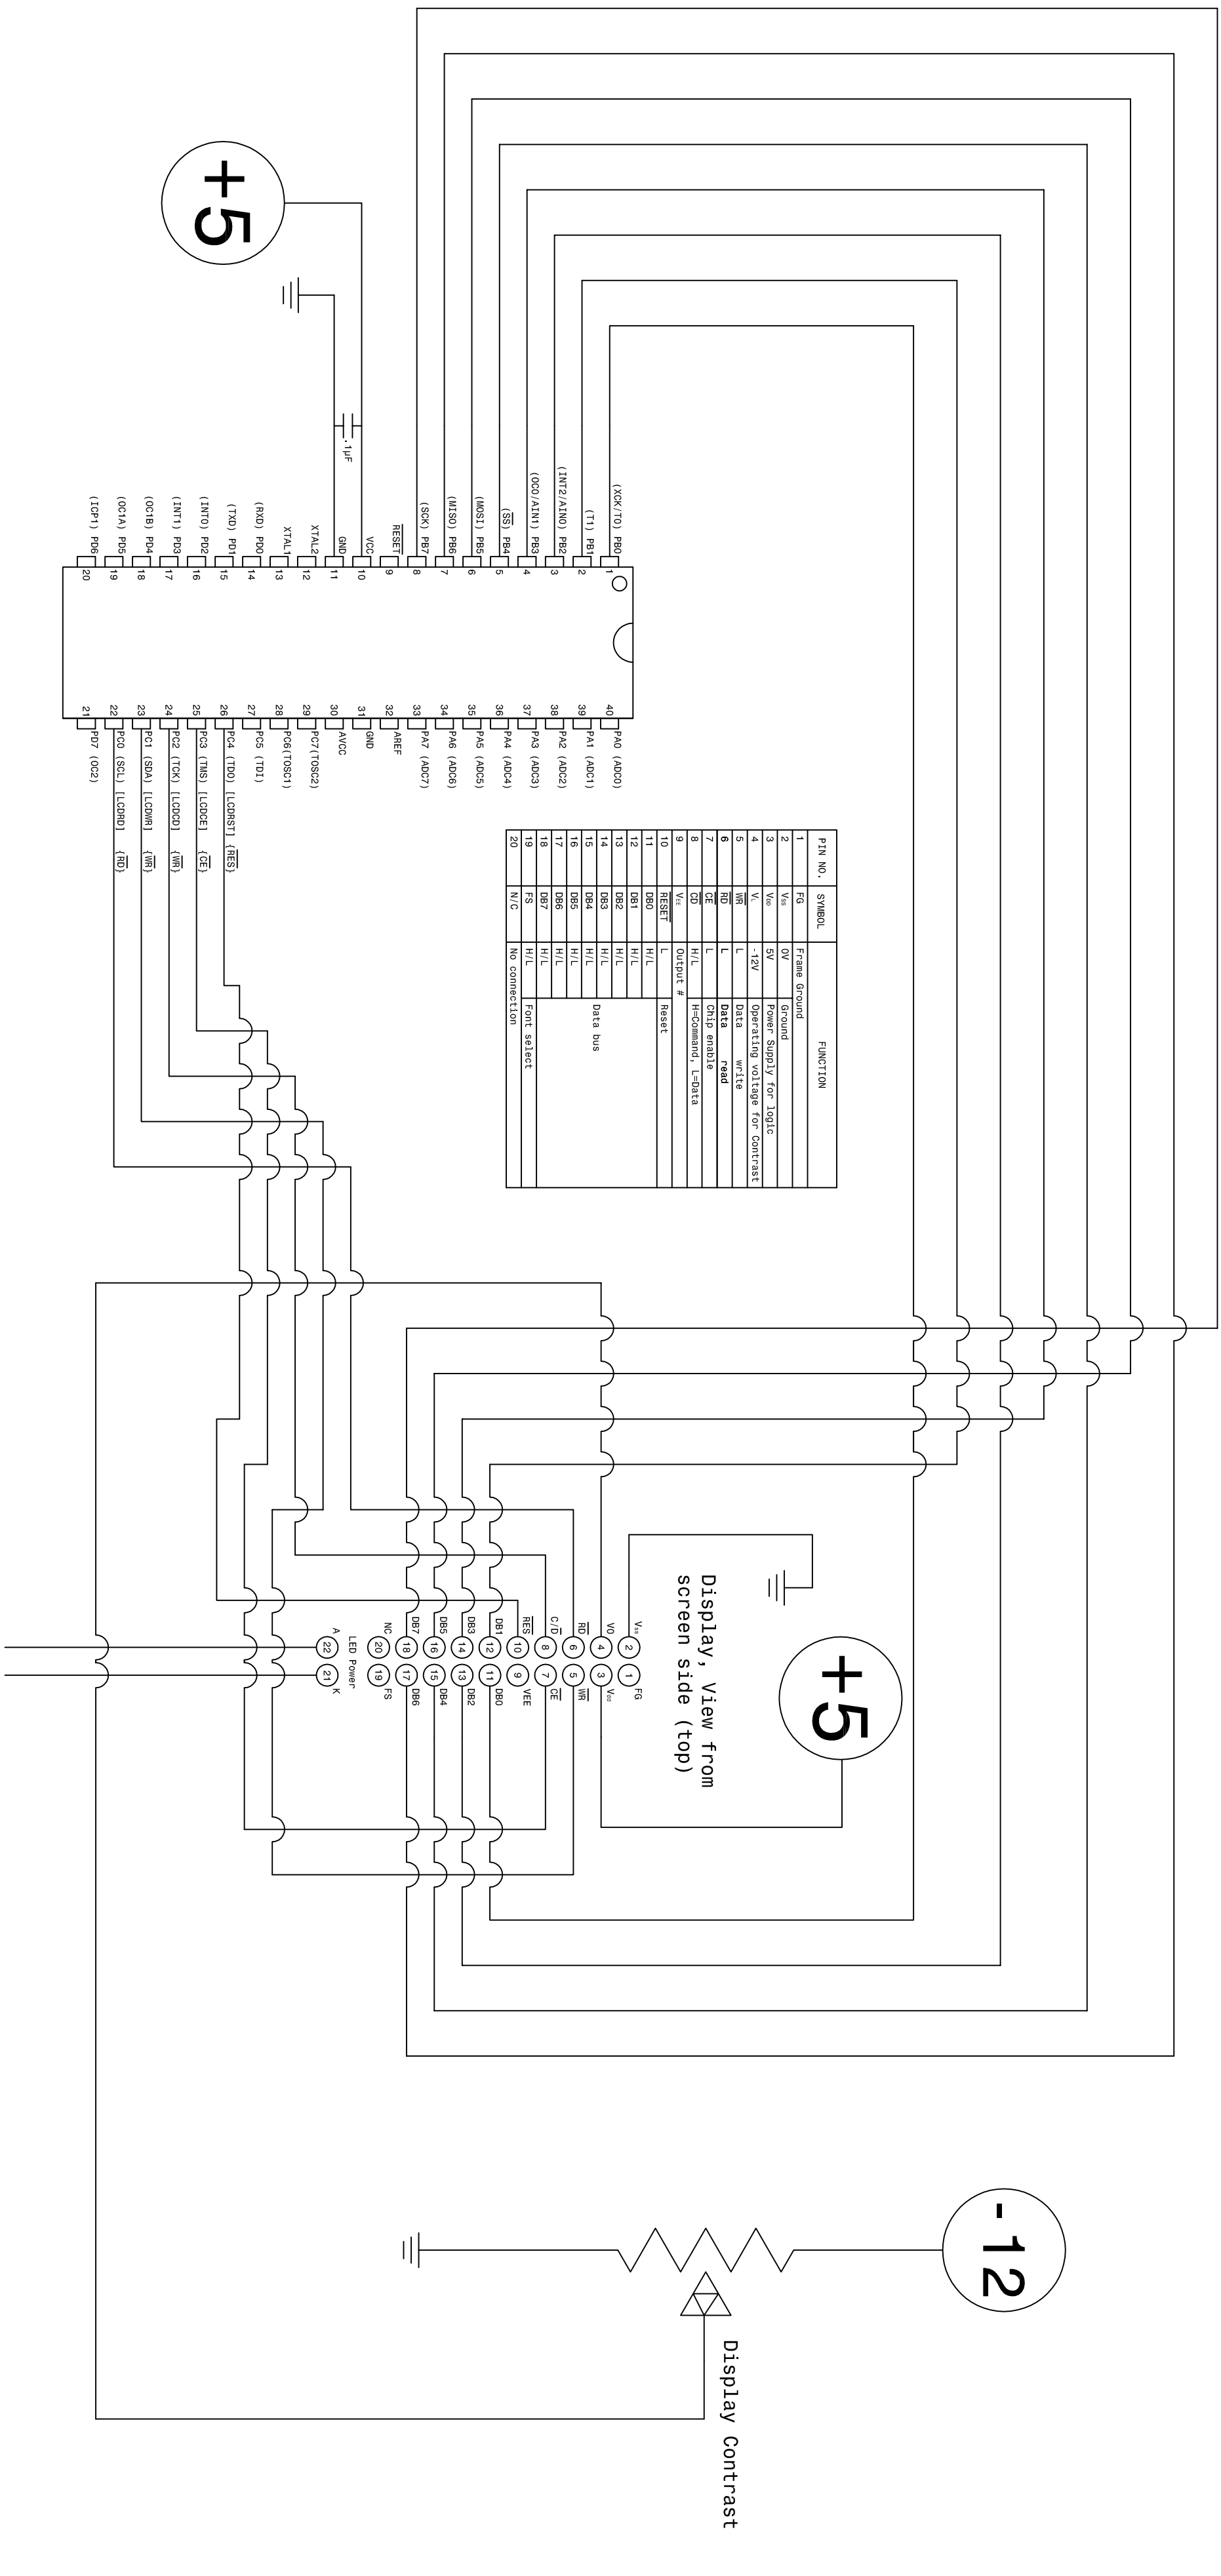 +5
.1µF
(XCK/T0) PB0
(T1) PB1
(INT2/AIN0) PB2
(OC0/AIN1) PB3
(SS) PB4
(MOSI) PB5
(MISO) PB6
(SCK) PB7
RESET
VCC
GND
XTAL2
XTAL1
(RXD) PD0
(TXD) PD1
(INT0) PD2
(INT1) PD3
(OC1B) PD4
(OC1A) PD5
(ICP1) PD6
1
2
3
4
5
6
7
8
9
10
11
12
13
14
15
16
17
18
19
20
40
39
38
37
36
35
34
33
32
31
30
29
28
27
26
25
24
23
22
21
PA0 (ADC0)
PA1 (ADC1)
PA2 (ADC2)
PA3 (ADC3)
PA4 (ADC4)
PA5 (ADC5)
PA6 (ADC6)
PA7 (ADC7)
AREF
GND
AVCC
PC7(TOSC2)
PC6(TOSC1)
PC5 (TDI)
PC4 (TDO) [LCDRST] {RES}
PC3 (TMS) [LCDCE] {CE}
PC2 (TCK) [LCDCD] {WR}
PC1 (SDA) [LCDWR] {WR}
PC0 (SCL) [LCDRD] {RD}
PD7 (OC2)
PIN NO. SYMBOL FUNCTION
1 FG Frame Ground
2 VSS 0V Ground
3 VDD 5V Power Supply for logic
4 VL -12V Operating voltage for Contrast
5 WR L Data write
6 RD L Data read
7 CE L Chip enable
8 CD H/L H=Command, L=Data
9 VEE Output #
10 RESET L Reset
11 DB0 H/L Data bus
12 DB1 H/L
13 DB2 H/L
14 DB3 H/L
15 DB4 H/L
16 DB5 H/L
17 DB6 H/L
18 DB7 H/L
19 FS H/L Font select
20 N/C No connection
Display, View from
screen side (top)
+5
VSS
VO
RD
C/D
RES
DB1
DB3
DB5
DB7
NC
LED Power
A
2
4
6
8
10
12
14
16
18
20
22
1
3
5
7
9
11
13
15
17
19
21
FG
VDD
WR
CE
VEE
DB0
DB2
DB4
DB6
FS
K
-12
Display Contrast